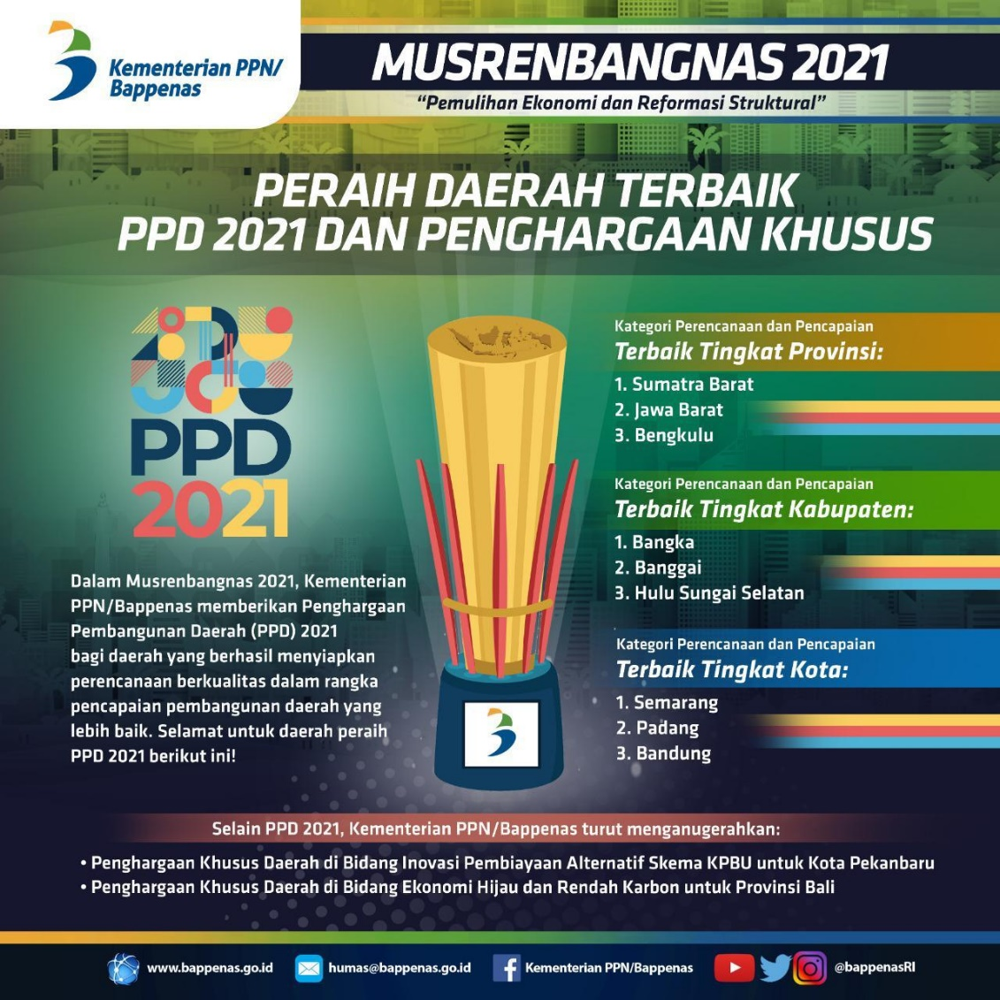 Kementerian PPN/
Bappenas
MUSRENBANGNAS 2021
“Pemulihan Ekonomi dan Reformasi Struktural”
PERAIH DAERAH TERBAIK
PPD 2021 DAN PENGHARGAAN KHUSUS
PPD
2021
Dalam Musrenbangnas 2021, Kementerian
PPN/Bappenas memberikan Penghargaan
Pembangunan Daerah (PPD) 2021
bagi daerah yang berhasil menyiapkan
perencanaan berkualitas dalam rangka
pencapaian pembangunan daerah yang
lebih baik. Selamat untuk daerah peraih
PPD 2021 berikut ini!
Kategori Perencanaan dan Pencapaian
Terbaik Tingkat Provinsi:
1. Sumatra Barat
2. Jawa Barat
3. Bengkulu
Kategori Perencanaan dan Pencapaian
Terbaik Tingkat Kabupaten:
1. Bangka
2. Banggai
3. Hulu Sungai Selatan
Kategori Perencanaan dan Pencapaian
Terbaik Tingkat Kota:
1. Semarang
2. Padang
3. Bandung
Selain PPD 2021, Kementerian PPN/Bappenas turut menganugerahkan:
• Penghargaan Khusus Daerah di Bidang Inovasi Pembiayaan Alternatif Skema KPBU untuk Kota Pekanbaru
• Penghargaan Khusus Daerah di Bidang Ekonomi Hijau dan Rendah Karbon untuk Provinsi Bali
www.bappenas.go.id humas@bappenas.go.id Kementerian PPN/Bappenas @bappenasRI